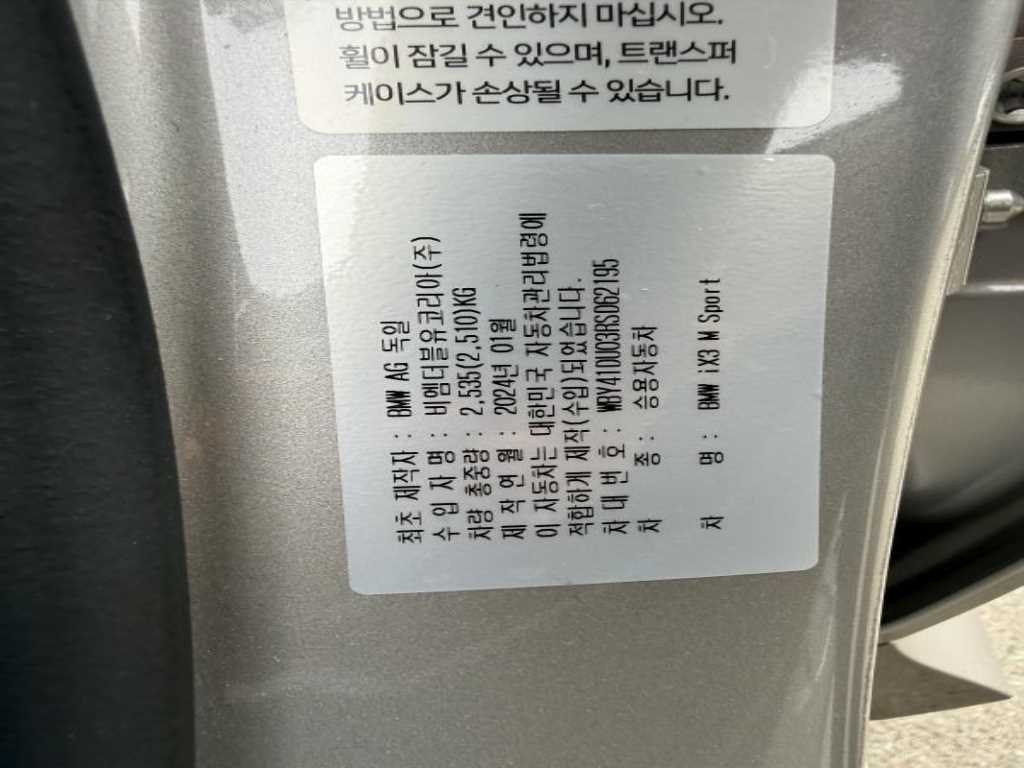 방법으로 견인하지 마십시오.
휠이 잠길 수 있으며, 트랜스퍼
케이스가 손상될 수 있습니다.
최초 제작자 : BMW AG 독일
수 입 자 명 : 비엠더블유코리아(주)
차량 총중량 : 2,535(2,510)KG
제 작 연 월 : 2024년 01월
이 자동차는 대한민국 자동차관리법령에
적합하게 제작(수입)되었습니다.
차 대 번 호 : WBY41DU03RS062195
차 종 : 승용자동차
차 명 : BMW iX3 M Sport